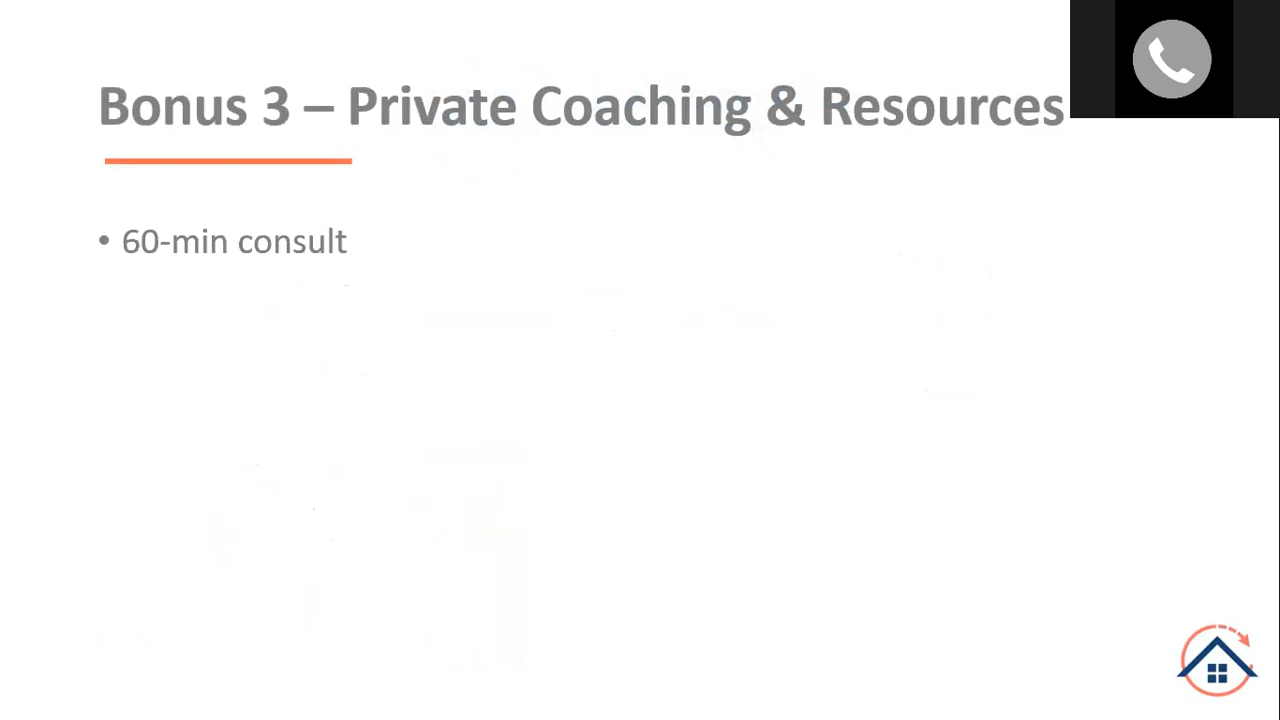 Bonus 3 – Private Coaching & Resources
• 60-min consult